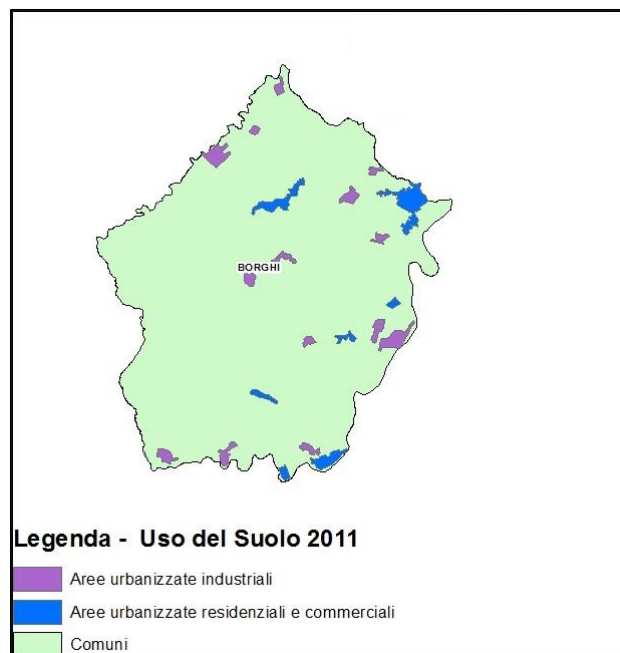 BORGHI
Legenda - Uso del Suolo 2011
Aree urbanizzate industriali
Aree urbanizzate residenziali e commerciali
Comuni